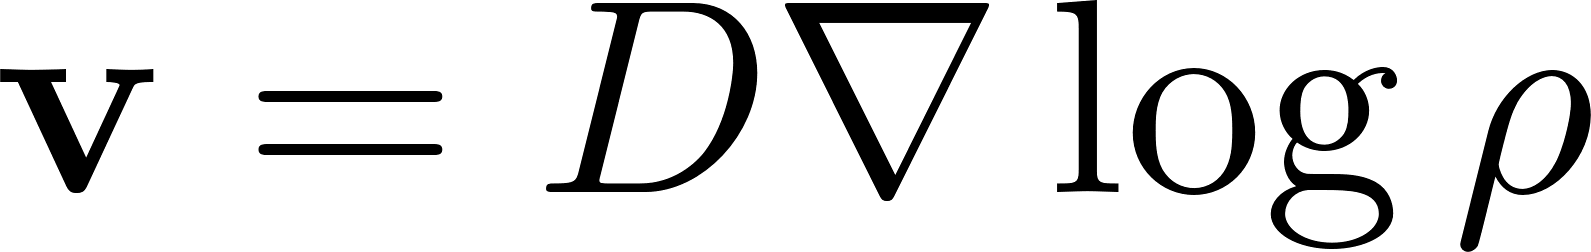 v = D∇ log ρ